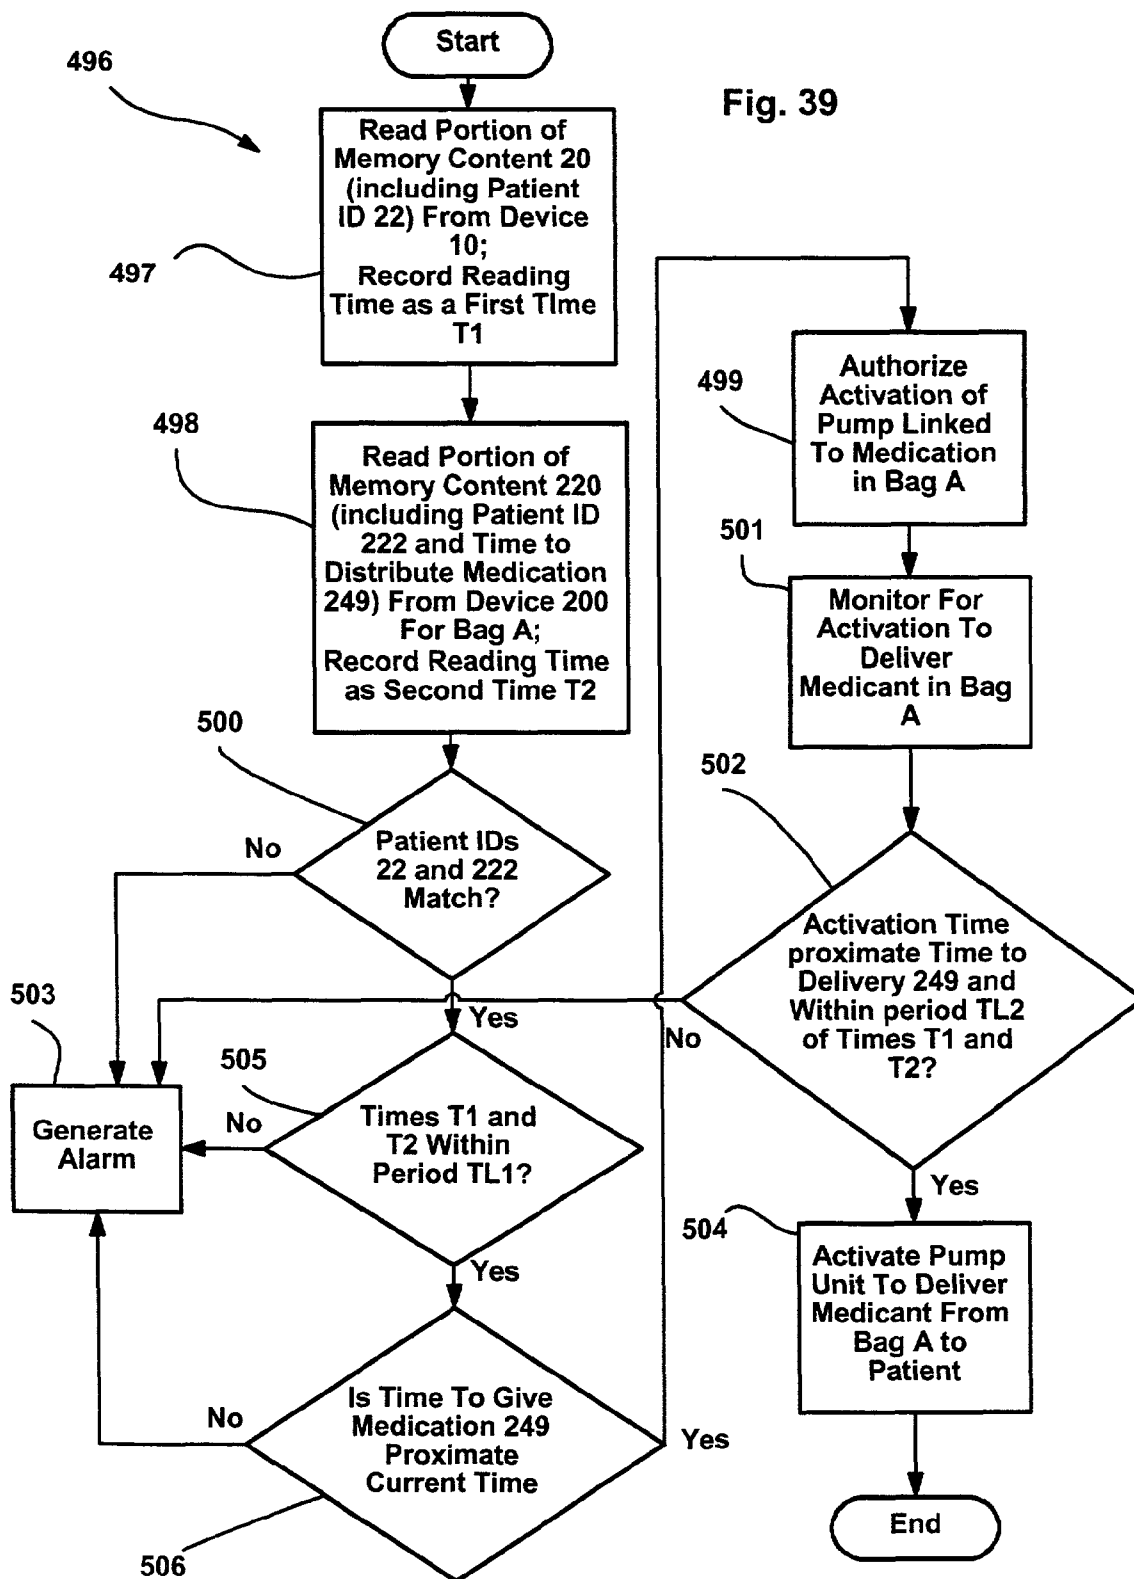 Start
496
Fig. 39
Read Portion of
Memory Content 20
(including Patient
ID 22) From Device
10;
Record Reading
Time as a First TIme
T1
497
498
Read Portion of
Memory Content 220
(including Patient ID
222 and Time to
Distribute Medication
249) From Device 200
For Bag A;
Record Reading Time
as Second Time T2
500
Patient IDs
22 and 222
Match?
No
Yes
503
Generate
Alarm
505
Times T1 and
T2 Within
Period TL1?
No
Yes
Is Time To Give
Medication 249
Proximate
Current Time
No
Yes
506
499
Authorize
Activation of
Pump Linked
To Medication
in Bag A
501
Monitor For
Activation To
Deliver
Medicant in Bag
A
502
Activation Time
proximate Time to
Delivery 249 and
Within period TL2
of Times T1 and
T2?
No
Yes
504
Activate Pump
Unit To Deliver
Medicant From
Bag A to
Patient
End